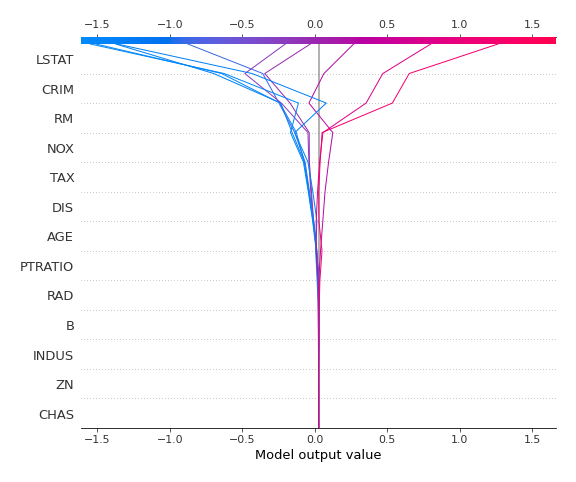 −1.5 −1.0 −0.5 0.0 0.5 1.0 1.5
LSTAT
CRIM
RM
NOX
TAX
DIS
AGE
PTRATIO
RAD
B
INDUS
ZN
CHAS
−1.5 −1.0 −0.5 0.0 0.5 1.0 1.5
Model output value